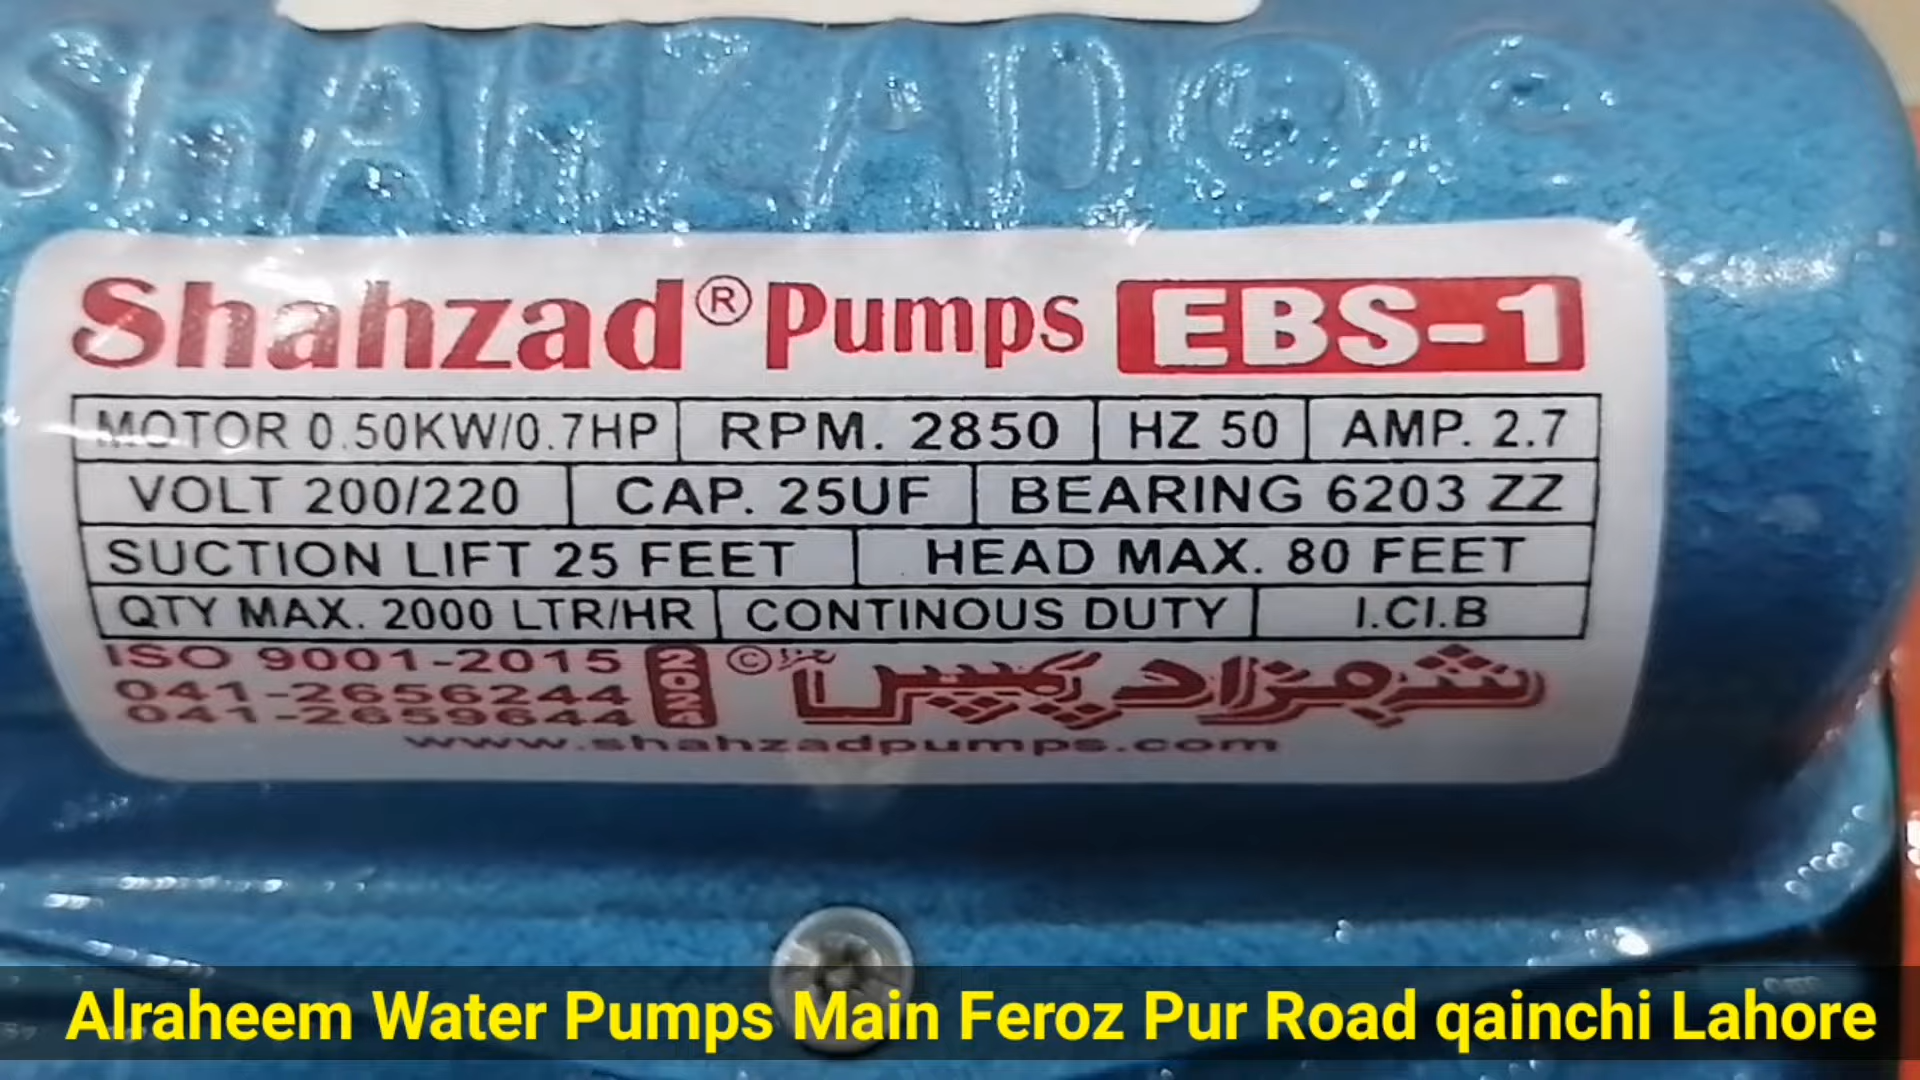 SHAHZAD
Shahzad® Pumps EBS-1
MOTOR 0.50KW/0.7HP RPM. 2850 HZ 50 AMP. 2.7
VOLT 200/220 CAP. 25UF BEARING 6203 ZZ
SUCTION LIFT 25 FEET HEAD MAX. 80 FEET
QTY MAX. 2000 LTR/HR CONTINOUS DUTY I.CI.B
ISO 9001-2015 ©
041-2656244 شہزاد پمپس
041-2659644
www.shahzadpumps.com
Alraheem Water Pumps Main Feroz Pur Road qainchi Lahore